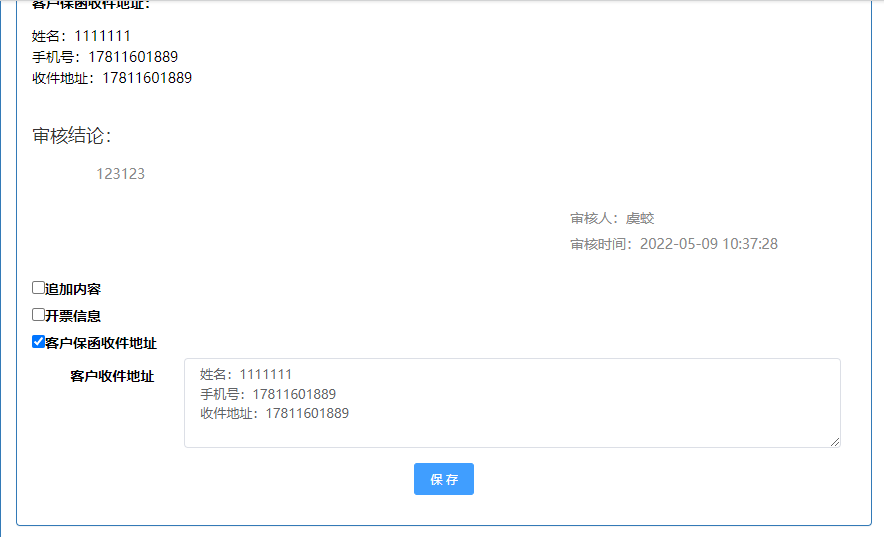 客户保函收件地址：
姓名：1111111
手机号：17811601889
收件地址：17811601889
审核结论：
123123
审核人：虞蛟
审核时间：2022-05-09 10:37:28
追加内容
开票信息
客户保函收件地址
客户收件地址
姓名：1111111
手机号：17811601889
收件地址：17811601889
保存